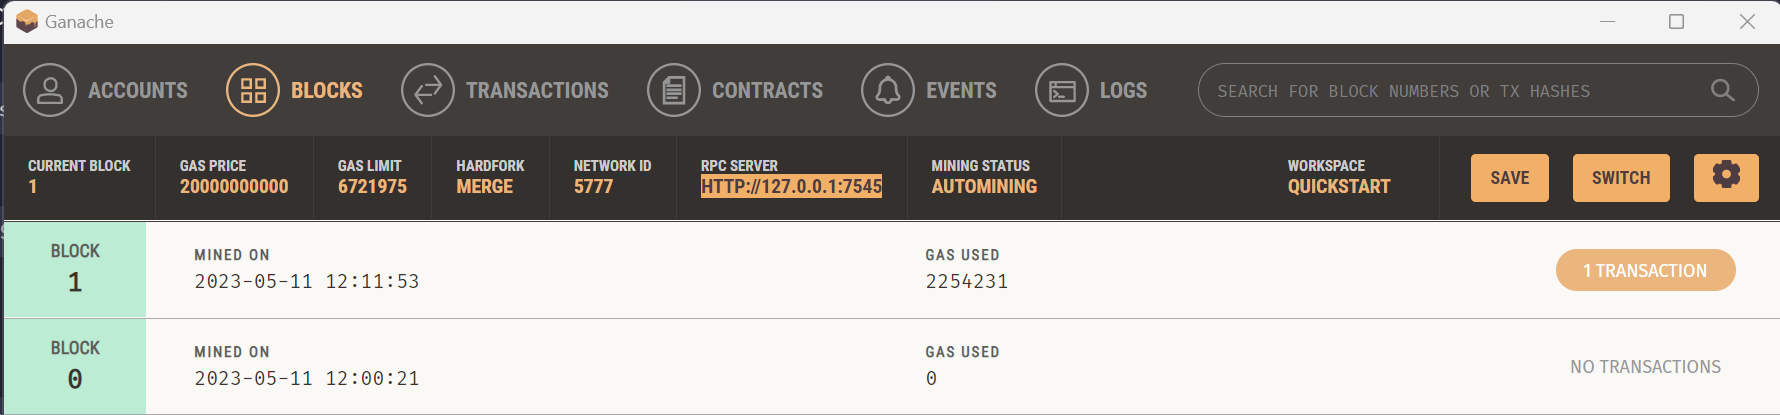 Ganache
ACCOUNTS BLOCKS TRANSACTIONS CONTRACTS EVENTS LOGS SEARCH FOR BLOCK NUMBERS OR TX HASHES
CURRENT BLOCK GAS PRICE GAS LIMIT HARDFORK NETWORK ID RPC SERVER MINING STATUS WORKSPACE
1 20000000000 6721975 MERGE 5777 HTTP://127.0.0.1:7545 AUTOMINING QUICKSTART SAVE SWITCH
BLOCK MINED ON GAS USED
1 2023-05-11 12:11:53 2254231 1 TRANSACTION
BLOCK MINED ON GAS USED
0 2023-05-11 12:00:21 0 NO TRANSACTIONS